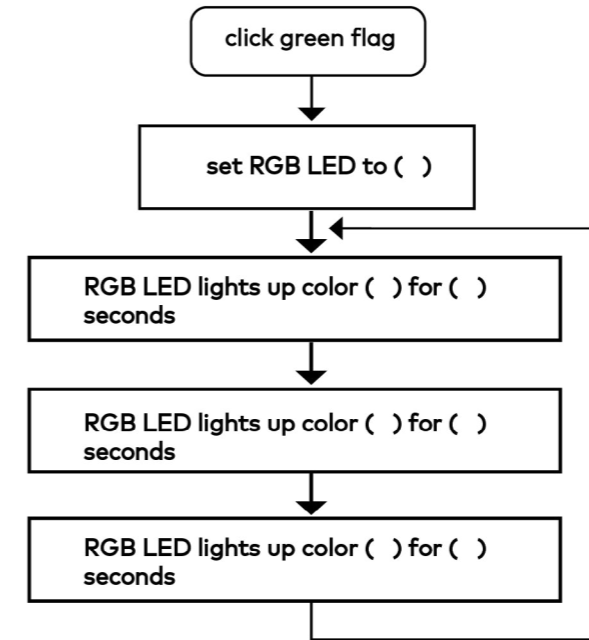 click green flag
set RGB LED to (  )
RGB LED lights up color (  ) for (  )
seconds
RGB LED lights up color (  ) for (  )
seconds
RGB LED lights up color (  ) for (  )
seconds